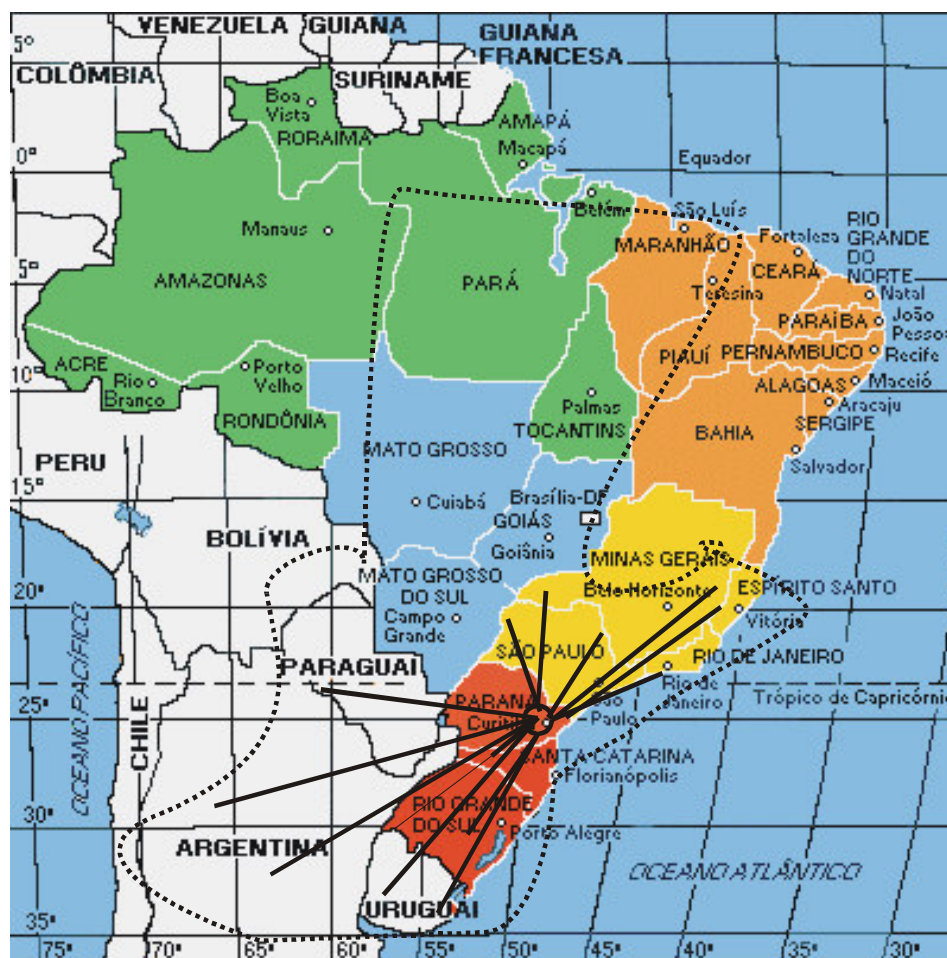 VENEZUELA
GUIANA
GUIANA
FRANCESA
5°
COLÔMBIA
SURINAME
Boa
Vista
RORAIMA
AMAPÁ
Macapá
0°
Equador
Belém
São Luís
Manaus
MARANHÃO
Fortaleza
RIO
GRANDE
DO
NORTE
CEARÁ
AMAZONAS
PARÁ
5°
Teresina
Natal
PARAÍBA
João
Pesso
ACRE
Porto
Velho
PIAUÍ
PERNAMBUCO
Recife
Rio
Branco
10°
ALAGOAS
Maceió
Palmas
Aracaju
RONDÔNIA
TOCANTINS
SERGIPE
BAHIA
MATO GROSSO
PERU
Salvador
15°
Cuiabá
Brasília-DF
GOIÁS
BOLÍVIA
Goiânia
MINAS GERAIS
MATO GROSSO
DO SUL
Belo Horizonte
ESPÍRITO SANTO
20°
Campo
Grande
Vitória
OCEANO PACÍFICO
SÃO PAULO
PARAGUAI
RIO DE JANEIRO
Rio de
Janeiro
São
Paulo
Trópico de Capricórnio
PARANÁ
25°
Curitiba
CHILE
SANTA CATARINA
Florianópolis
RIO GRANDE
DO SUL
30°
Porto Alegre
ARGENTINA
OCEANO ATLÂNTICO
URUGUAI
35°
75°
70°
65°
60°
55°
50°
45°
40°
35°
30°